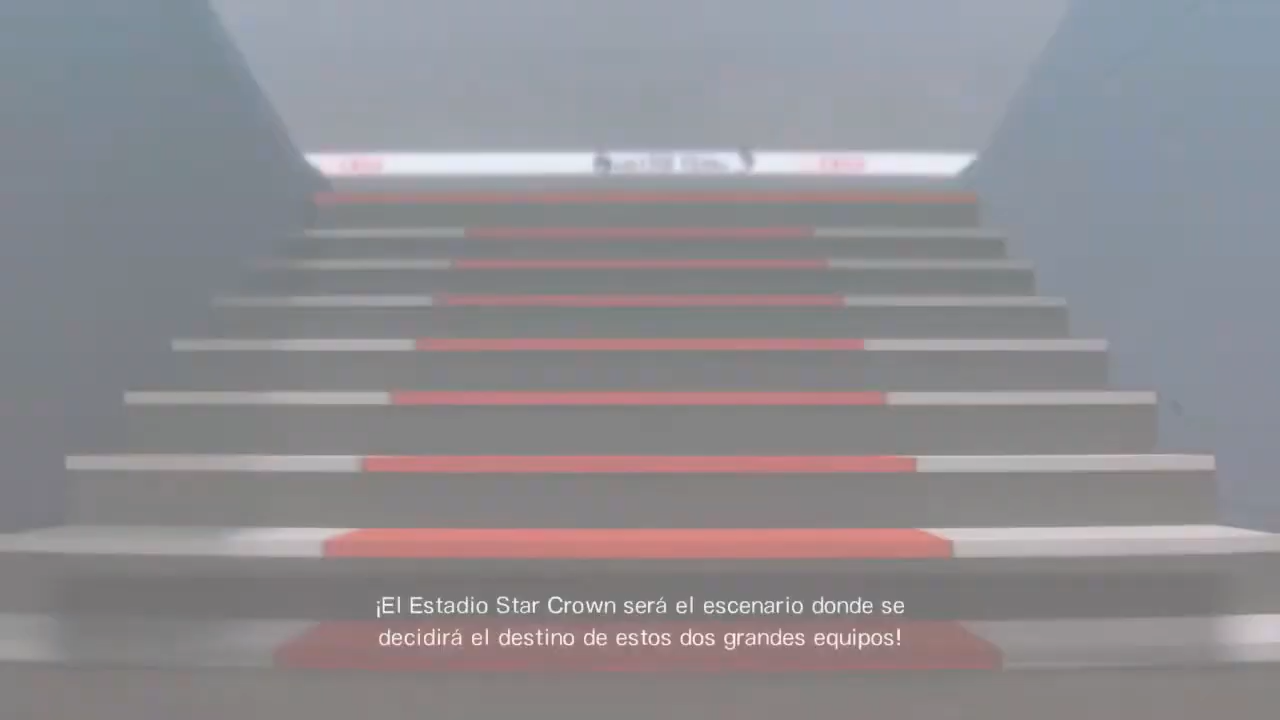 ¡El Estadio Star Crown será el escenario donde se
decidirá el destino de estos dos grandes equipos!